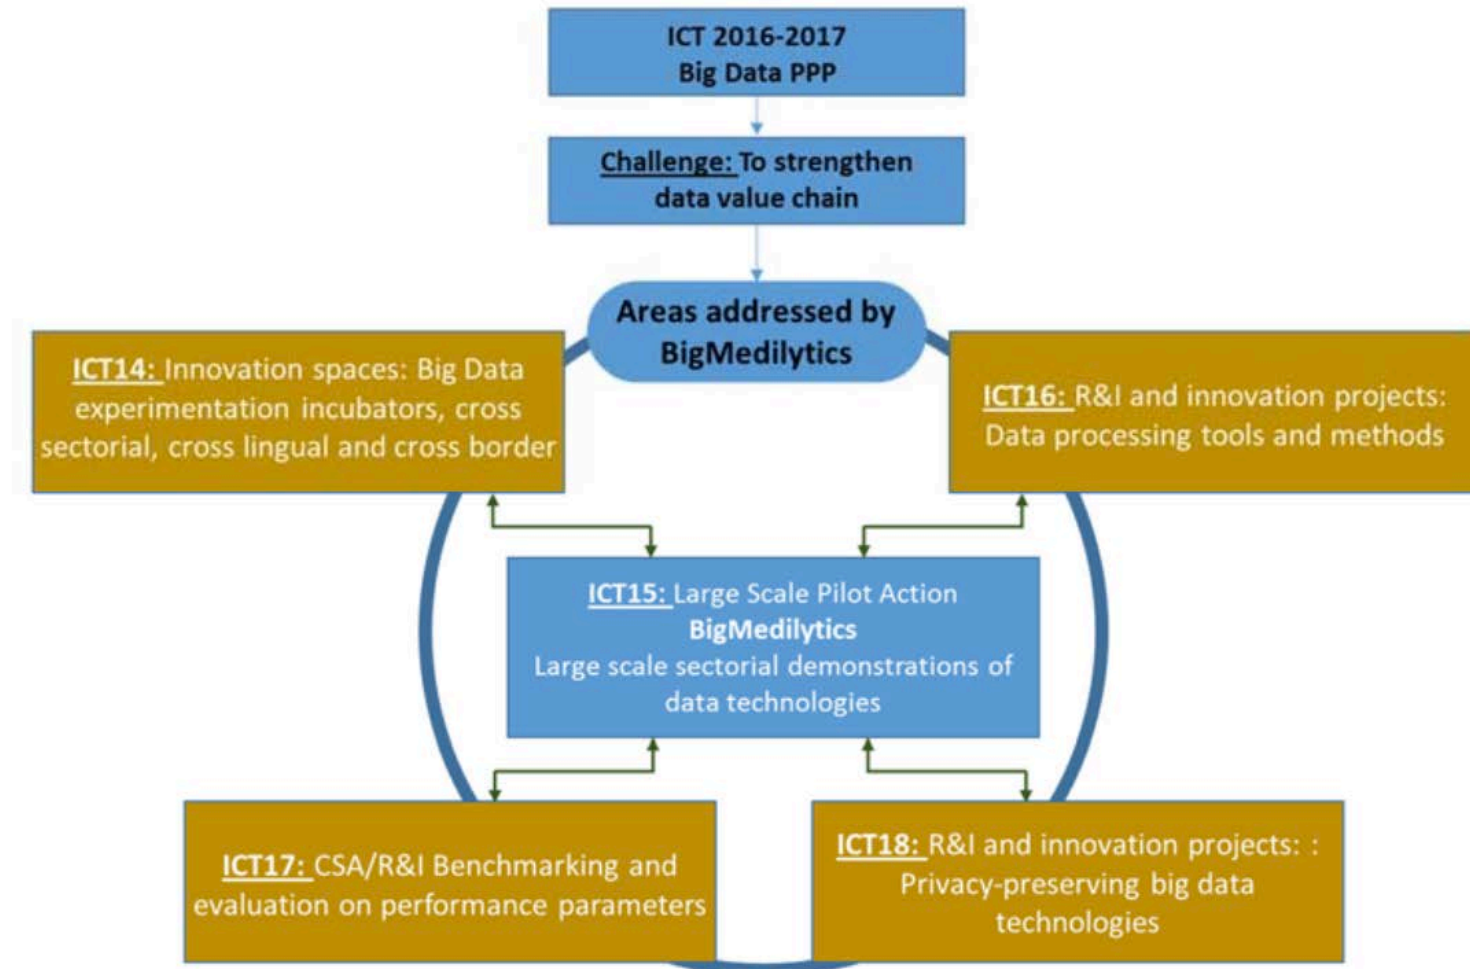 ICT 2016-2017
Big Data PPP
Challenge: To strengthen
data value chain
Areas addressed by
BigMedilytics
ICT14: Innovation spaces: Big Data
experimentation incubators, cross
sectorial, cross lingual and cross border
ICT16: R&I and innovation projects:
Data processing tools and methods
ICT15: Large Scale Pilot Action
BigMedilytics
Large scale sectorial demonstrations of
data technologies
ICT17: CSA/R&I Benchmarking and
evaluation on performance parameters
ICT18: R&I and innovation projects: :
Privacy-preserving big data
technologies